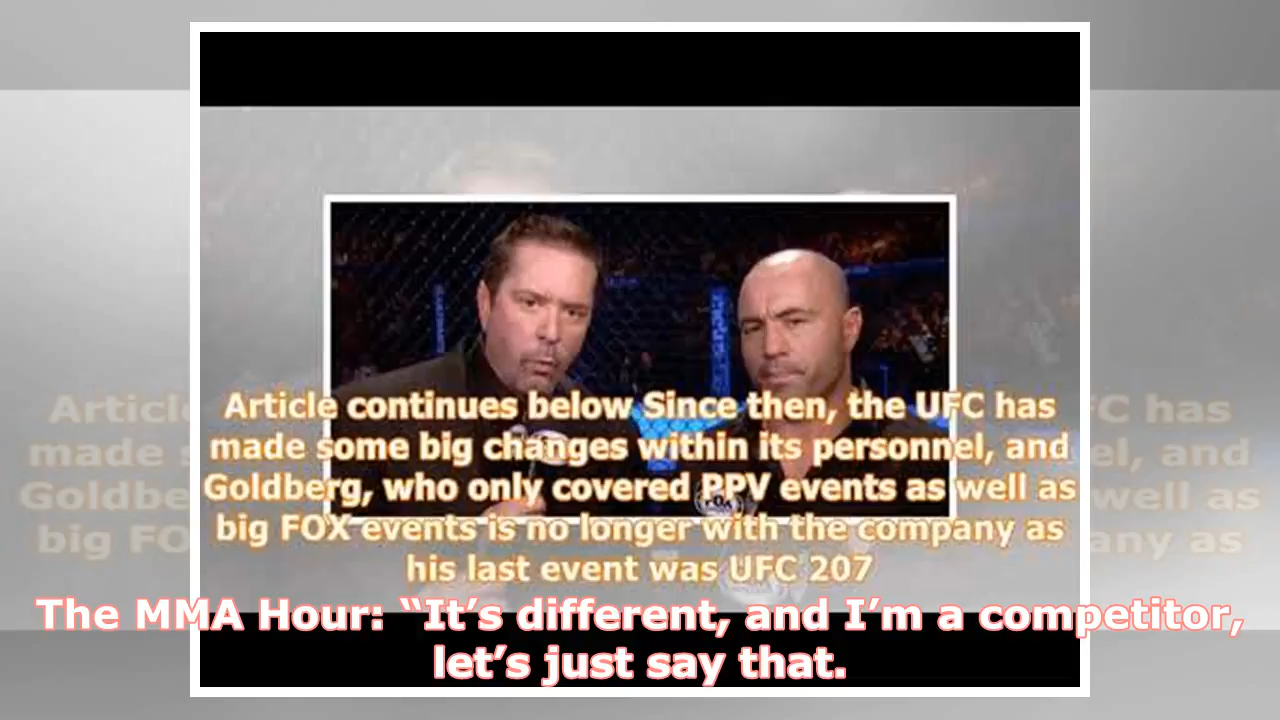 Article continues below Since then, the UFC has
made some big changes within its personnel, and
Goldberg, who only covered PPV events as well as
big FOX events is no longer with the company as
his last event was UFC 207
The MMA Hour: “It’s different, and I’m a competitor,
let’s just say that.